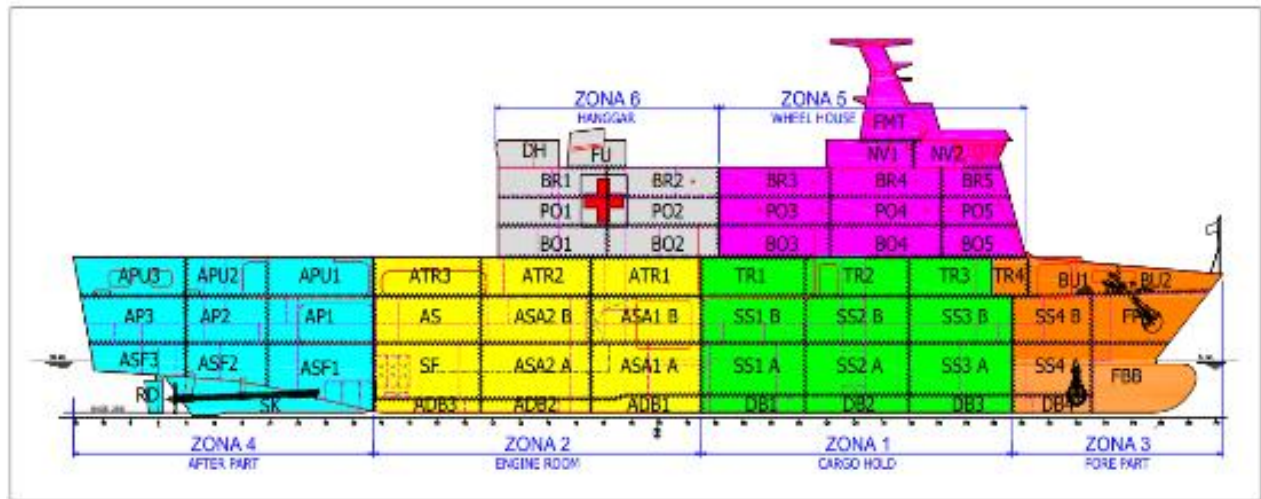 ZONA 6 ZONA 5
HANGGAR WHEEL HOUSE
FMT
DH FU NV1 NV2
BR1 BR2 BR3 BR4 BR5
PO1 PO2 PO3 PO4 PO5
BO1 BO2 BO3 BO4 BO5
APU3 APU2 APU1 ATR3 ATR2 ATR1 TR1 TR2 TR3 TR4 BU1 BU2
AP3 AP2 AP1 AS ASA2 B ASA1 B SS1 B SS2 B SS3 B SS4 B
ASF3 ASF2 ASF1 SF ASA2 A ASA1 A SS1 A SS2 A SS3 A SS4 A FBB
RD SK ADB3 ADB2 ADB1 DB1 DB2 DB3 DB4
ZONA 4 ZONA 2 ZONA 1 ZONA 3
AFTER PART ENGINE ROOM CARGO HOLD FORE PART